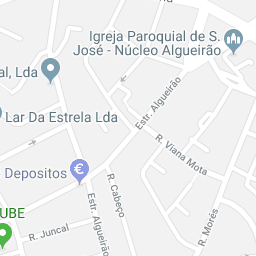 Igreja Paroquial de S.
José - Núcleo Algueirão
al, Lda
Lar Da Estrela Lda
Estr. Algueirão
R. Viana Mota
Depositos
€
R. Cabeço
Estr. Algueirão
UBE
R. Juncal
R. Morés